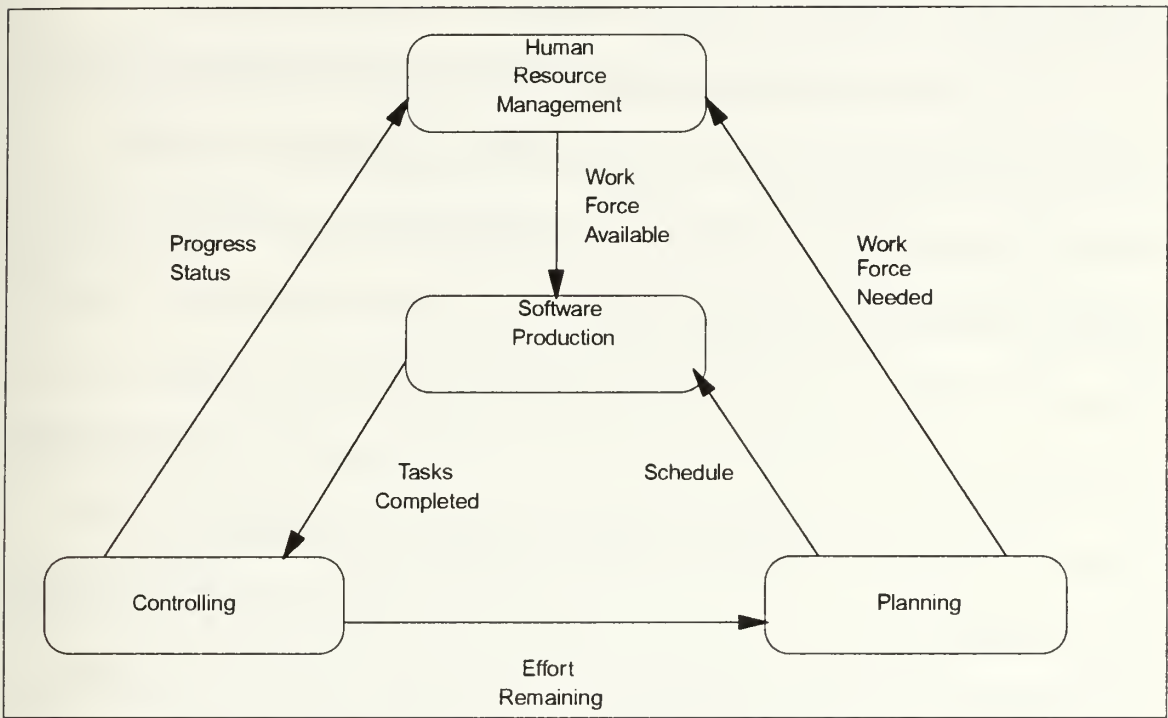 Human
Resource
Management
Work
Force
Available
Progress
Status
Work
Force
Needed
Software
Production
Tasks
Completed
Schedule
Controlling
Planning
Effort
Remaining